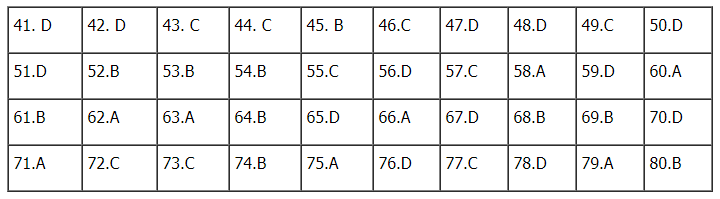 41. D 42. D 43. C 44. C 45. B 46.C 47.D 48.D 49.C 50.D
51.D 52.B 53.B 54.B 55.C 56.D 57.C 58.A 59.D 60.A
61.B 62.A 63.A 64.B 65.D 66.A 67.D 68.B 69.B 70.D
71.A 72.C 73.C 74.B 75.A 76.D 77.C 78.D 79.A 80.B